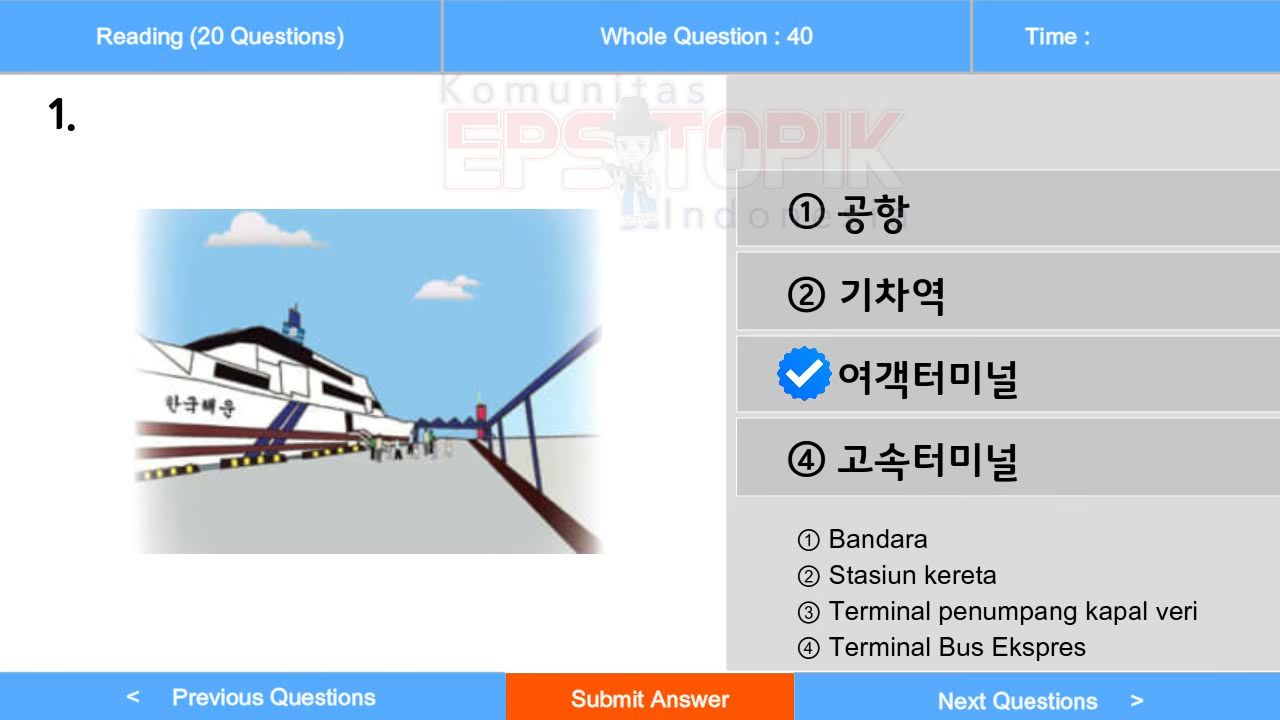 Reading (20 Questions)
Whole Question : 40
Time :
Komunitas
EPS TOPIK
Indonesia
1.
한국해운
① 공항
② 기차역
여객터미널
④ 고속터미널
① Bandara
② Stasiun kereta
③ Terminal penumpang kapal veri
④ Terminal Bus Ekspres
< Previous Questions
Submit Answer
Next Questions >